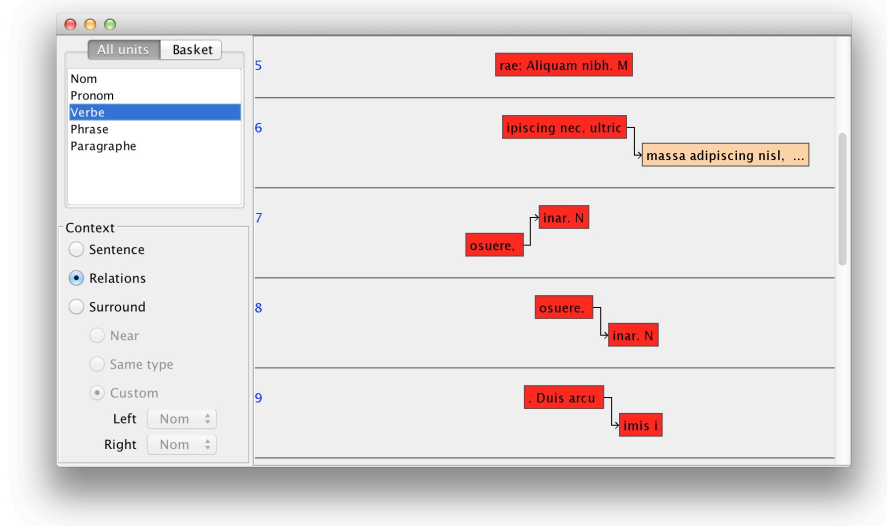 All units Basket
Nom
Pronom
Verbe
Phrase
Paragraphe
Context
Sentence
Relations
Surround
Near
Same type
Custom
Left Nom
Right Nom
5
rae; Aliquam nibh. M
6
ipiscing nec, ultric
massa adipiscing nisl, ...
7
inar. N
osuere,
8
osuere,
inar. N
9
. Duis arcu
imis i